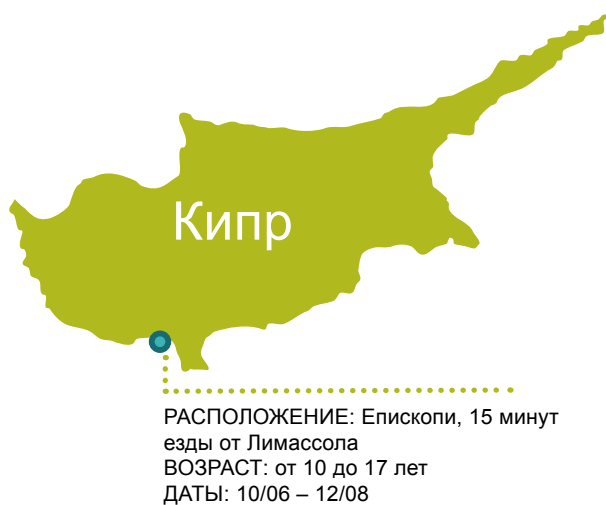 Кипр
РАСПОЛОЖЕНИЕ: Епископи, 15 минут
езды от Лимассола
ВОЗРАСТ: от 10 до 17 лет
ДАТЫ: 10/06 – 12/08